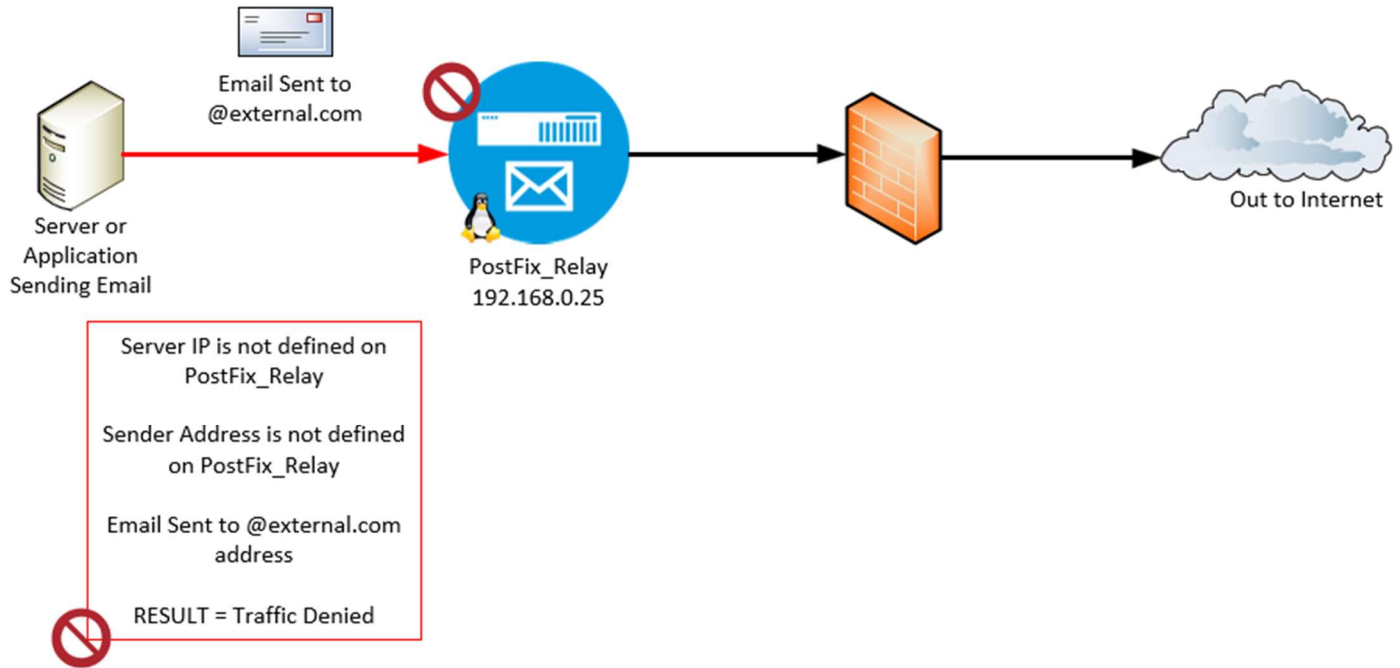 Email Sent to
@external.com
Server or
Application
Sending Email
PostFix_Relay
192.168.0.25
Out to Internet
Server IP is not defined on
PostFix_Relay
Sender Address is not defined
on PostFix_Relay
Email Sent to @external.com
address
RESULT = Traffic Denied